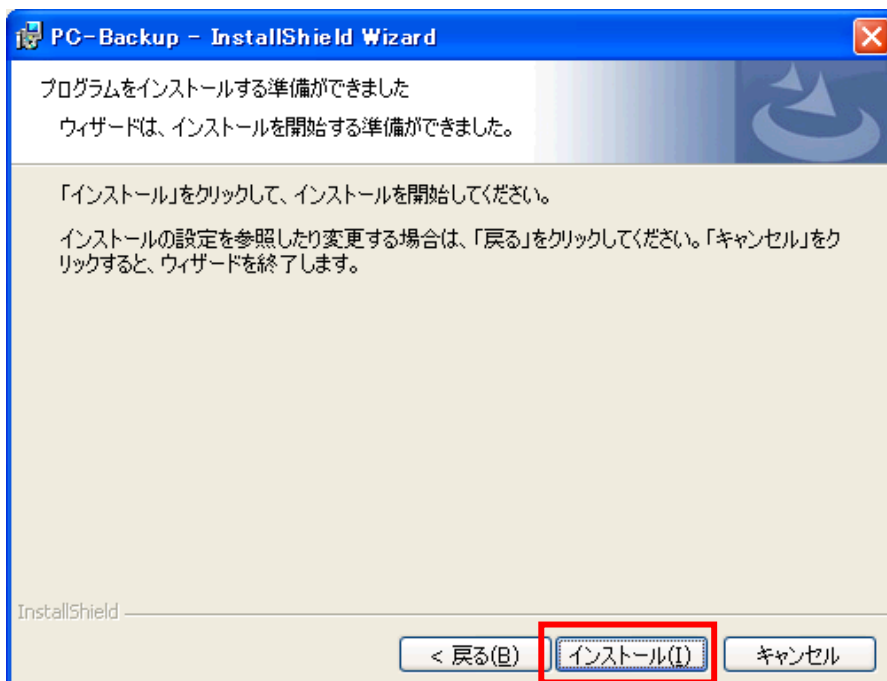 PC-Backup - InstallShield Wizard
プログラムをインストールする準備ができました
ウィザードは、インストールを開始する準備ができました。
「インストール」をクリックして、インストールを開始してください。
インストールの設定を参照したり変更する場合は、「戻る」をクリックしてください。「キャンセル」をク
リックすると、ウィザードを終了します。
InstallShield
< 戻る(B) インストール(I) キャンセル